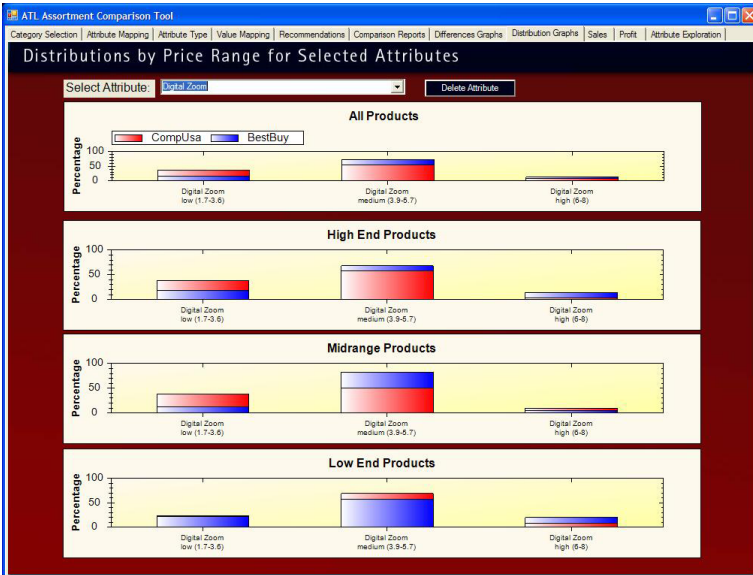 ATL Assortment Comparison Tool
Category Selection Attribute Mapping Attribute Type Value Mapping Recommendations Comparison Reports Differences Graphs Distribution Graphs Sales Profit Attribute Exploration
Distributions by Price Range for Selected Attributes
Select Attribute: Digital Zoom Delete Attribute
All Products
CompUsa BestBuy
Percentage
100
50
0
Digital Zoom
low (1.7-3.6)
Digital Zoom
medium (3.9-5.7)
Digital Zoom
high (6-8)
High End Products
Percentage
100
50
0
Digital Zoom
low (1.7-3.6)
Digital Zoom
medium (3.9-5.7)
Digital Zoom
high (6-8)
Midrange Products
Percentage
100
50
0
Digital Zoom
low (1.7-3.6)
Digital Zoom
medium (3.9-5.7)
Digital Zoom
high (6-8)
Low End Products
Percentage
100
50
0
Digital Zoom
low (1.7-3.6)
Digital Zoom
medium (3.9-5.7)
Digital Zoom
high (6-8)